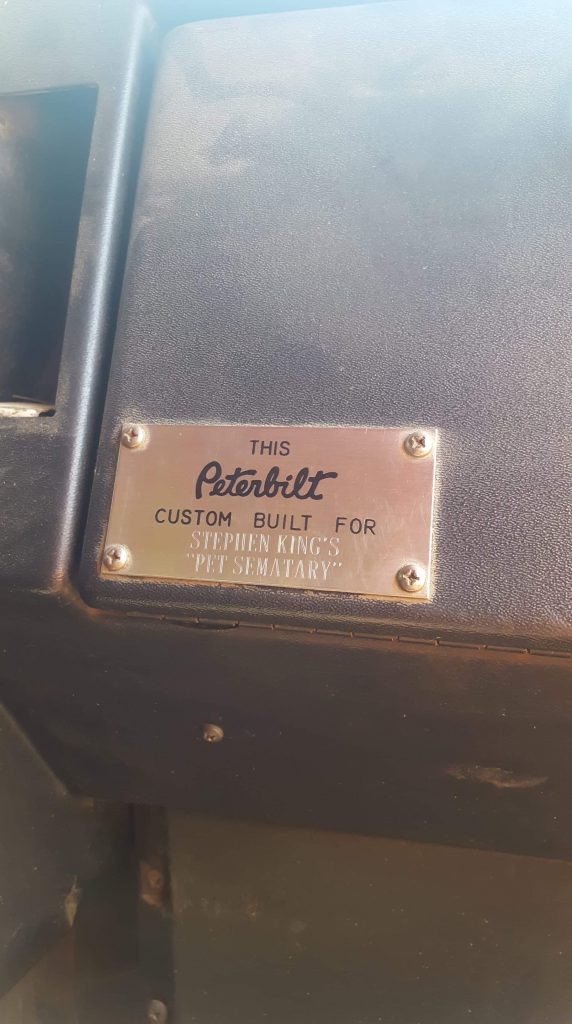 THIS
Peterbilt
CUSTOM BUILT FOR
STEPHEN KING'S
"PET SEMATARY"